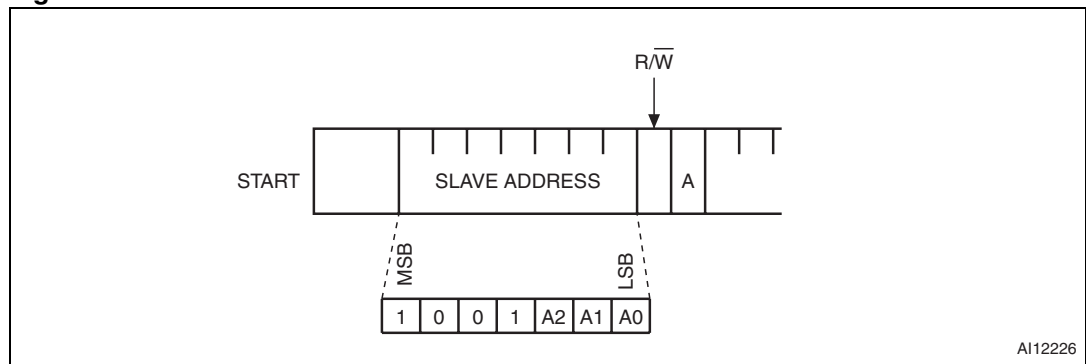 R/W̅
START
SLAVE ADDRESS
A
MSB
LSB
1 0 0 1 A2 A1 A0
AI12226